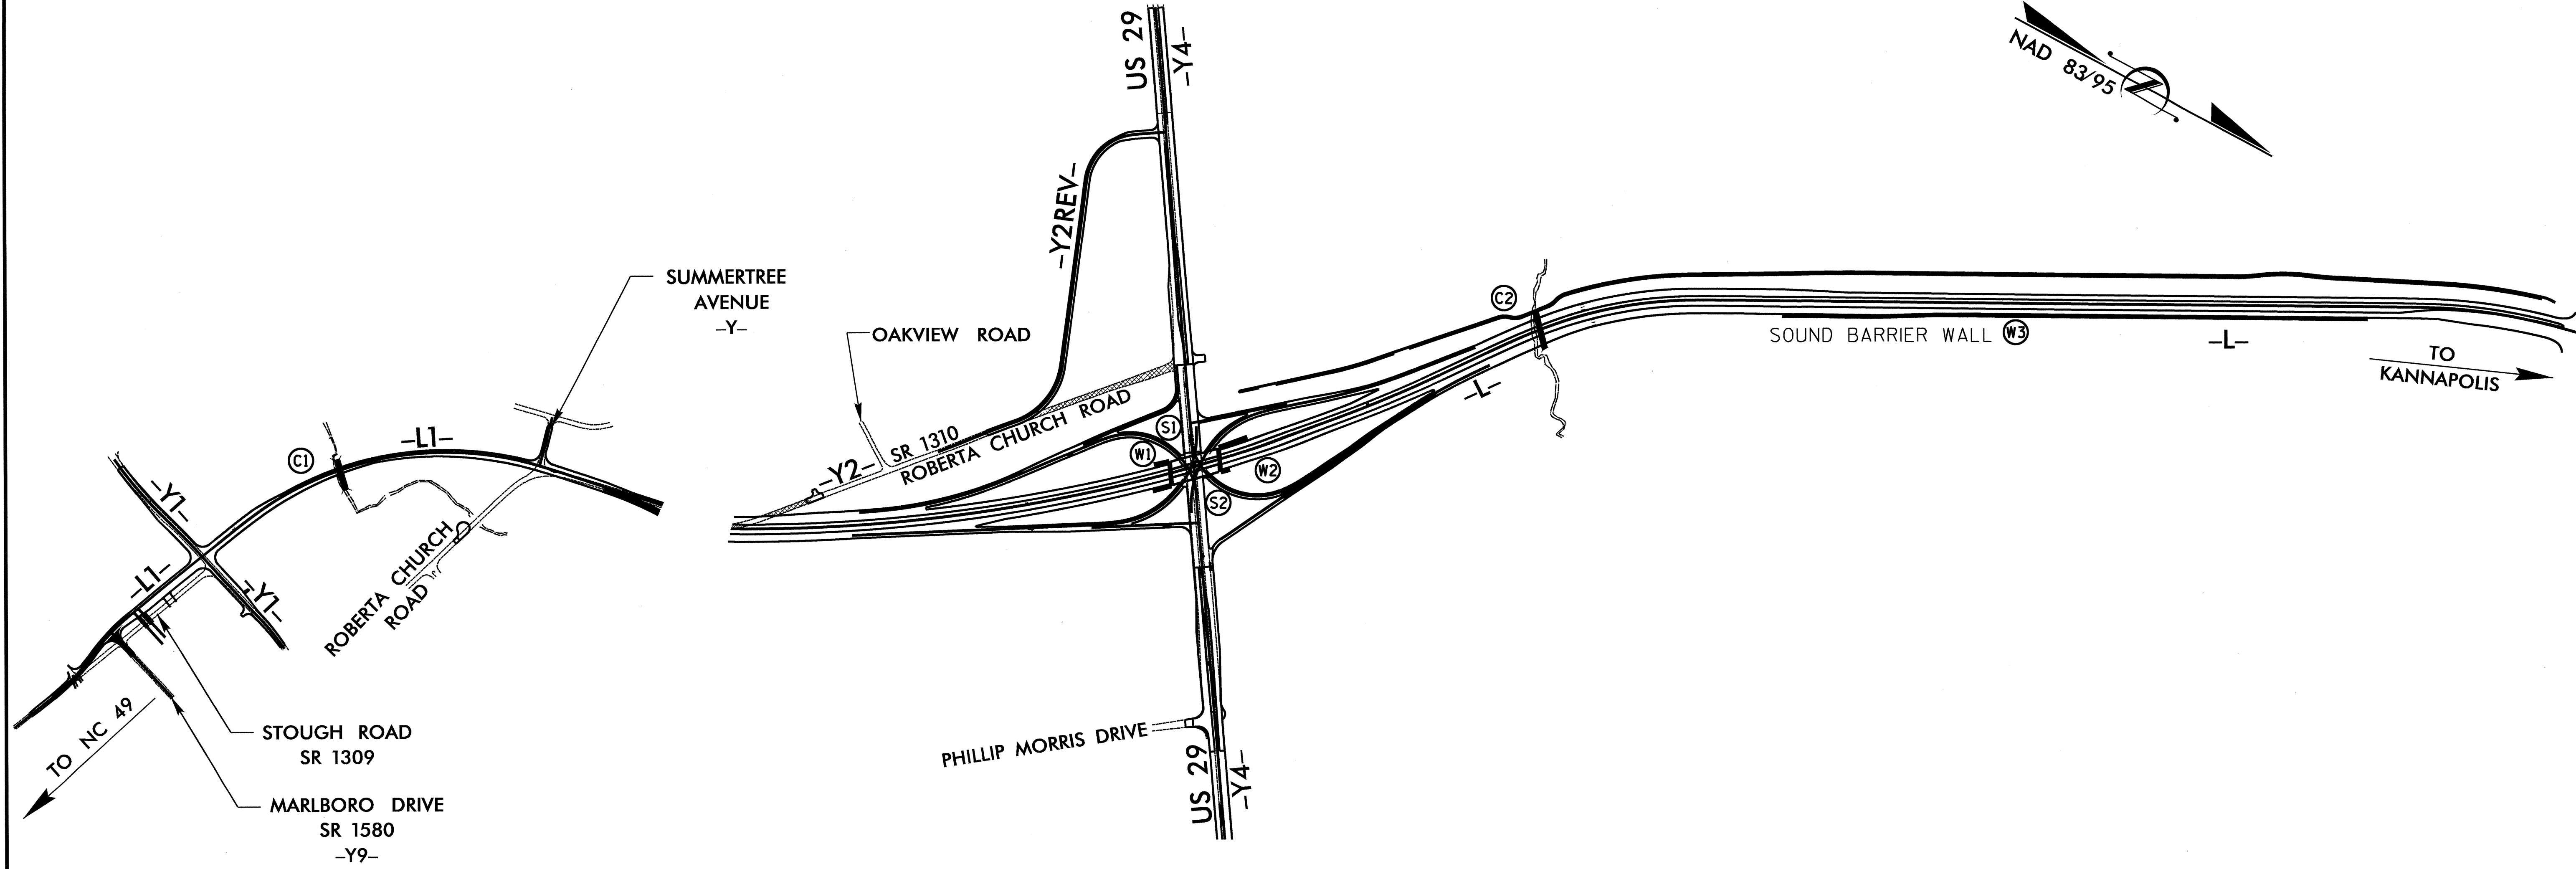 US 29
-Y4-
NAD 83/95
Z
-Y2REV-
SUMMERTREE
AVENUE
-Y-
OAKVIEW ROAD
C2
SOUND BARRIER WALL W3
-L-
TO
KANNAPOLIS
-L-
SR 1310
ROBERTA CHURCH ROAD
-Y2-
S1
W1
W2
S2
-L1-
C1
-Y1-
-L1-
-Y1-
ROBERTA CHURCH
ROAD
STOUGH ROAD
SR 1309
TO NC 49
MARLBORO DRIVE
SR 1580
-Y9-
PHILLIP MORRIS DRIVE
US 29
-Y4-